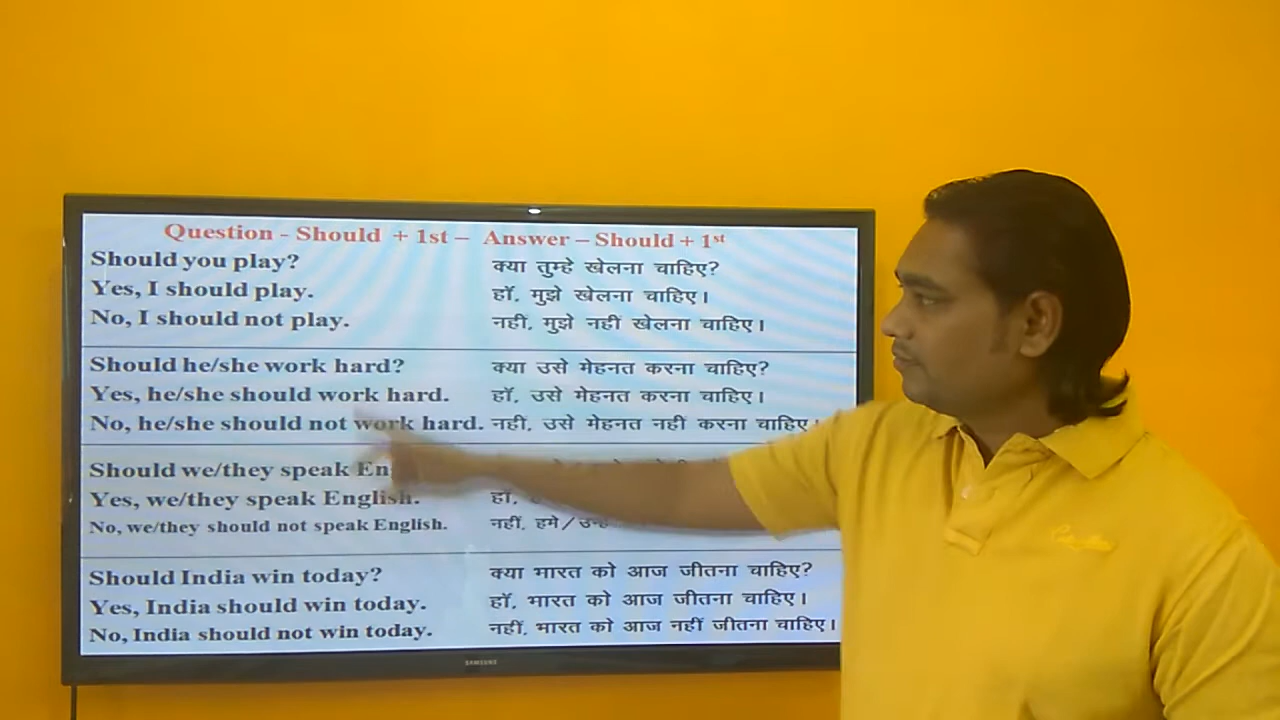 Question - Should + 1st – Answer – Should + 1st
Should you play? क्या तुम्हे खेलना चाहिए?
Yes, I should play. हॉ, मुझे खेलना चाहिए।
No, I should not play. नहीं, मुझे नहीं खेलना चाहिए।
Should he/she work hard? क्या उसे मेहनत करना चाहिए?
Yes, he/she should work hard. हॉ, उसे मेहनत करना चाहिए।
No, he/she should not work hard. नहीं, उसे मेहनत नहीं करना चाहिए।
Should we/they speak En
Yes, we/they speak English. हॉ,
No, we/they should not speak English. नहीं, हमे/उन्हे
Should India win today? क्या भारत को आज जीतना चाहिए?
Yes, India should win today. हॉ, भारत को आज जीतना चाहिए।
No, India should not win today. नहीं, भारत को आज नहीं जीतना चाहिए।
SAMSUNG